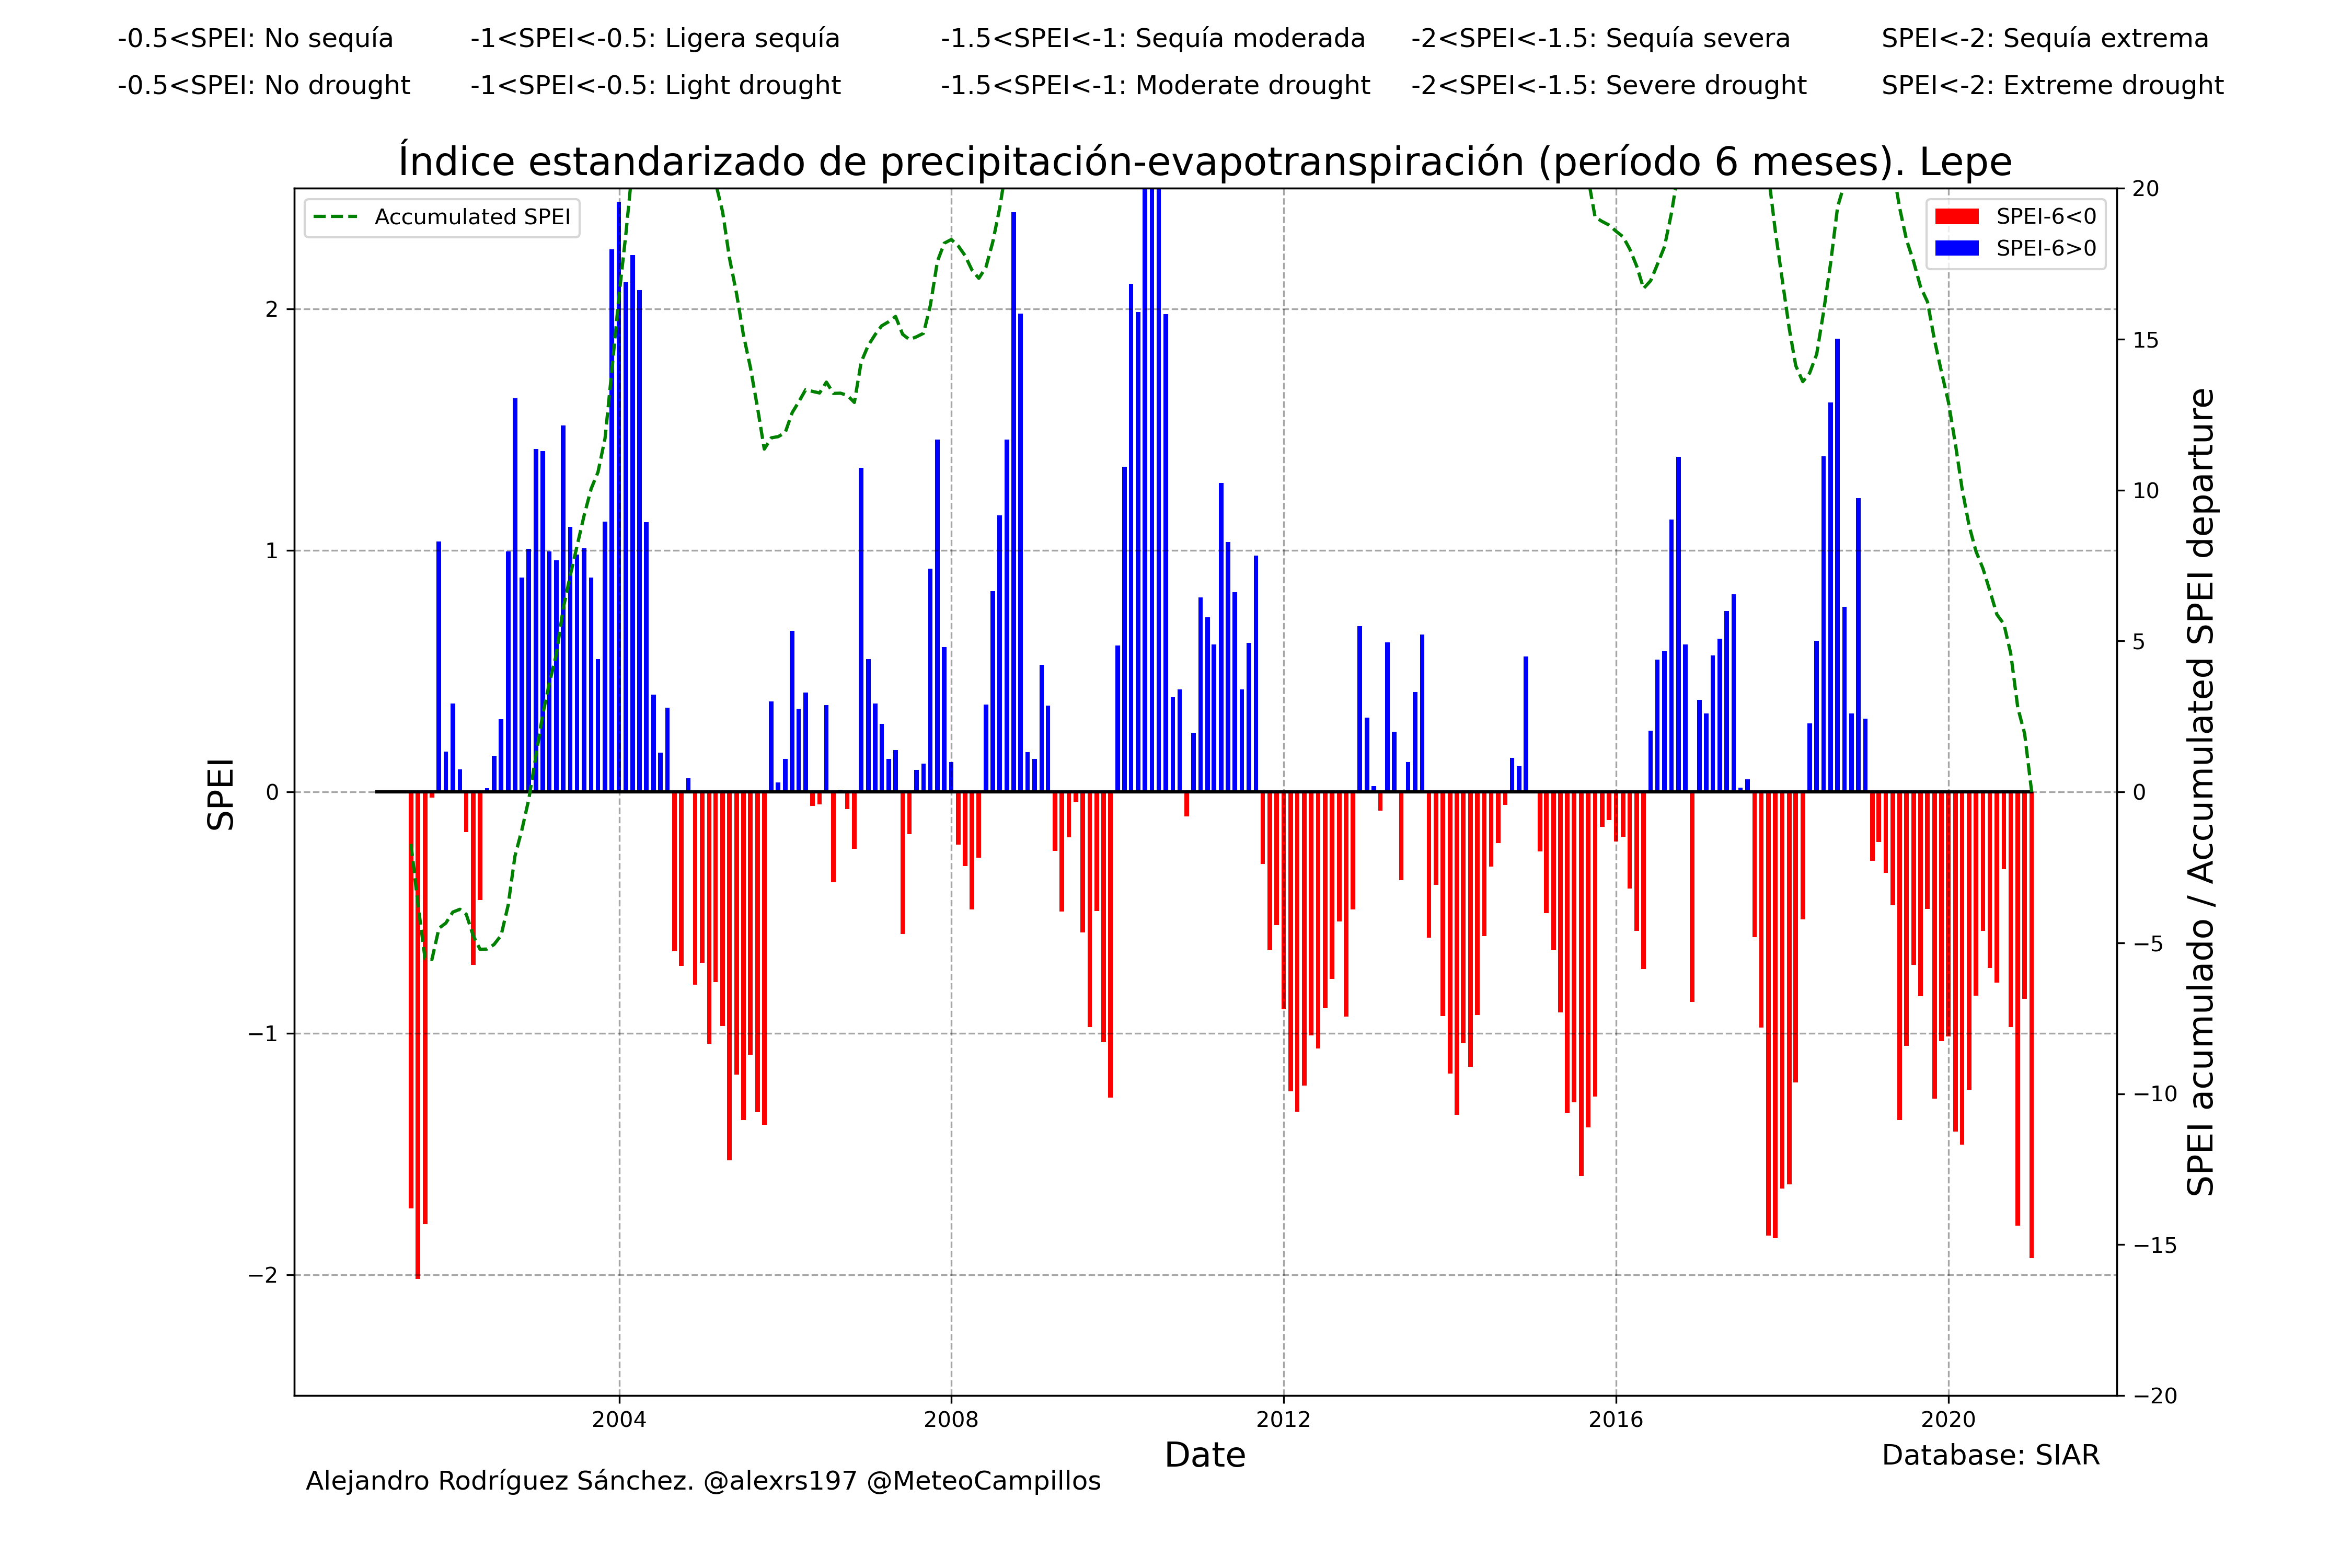 -0.5<SPEI: No sequía -1<SPEI<-0.5: Ligera sequía -1.5<SPEI<-1: Sequía moderada -2<SPEI<-1.5: Sequía severa SPEI<-2: Sequía extrema
-0.5<SPEI: No drought -1<SPEI<-0.5: Light drought -1.5<SPEI<-1: Moderate drought -2<SPEI<-1.5: Severe drought SPEI<-2: Extreme drought
Índice estandarizado de precipitación-evapotranspiración (período 6 meses). Lepe
Accumulated SPEI
SPEI-6<0
SPEI-6>0
SPEI
2
1
0
−1
−2
20
15
10
5
0
−5
−10
−15
−20
SPEI acumulado / Accumulated SPEI departure
2004 2008 2012 2016 2020
Date
Database: SIAR
Alejandro Rodríguez Sánchez. @alexrs197 @MeteoCampillos